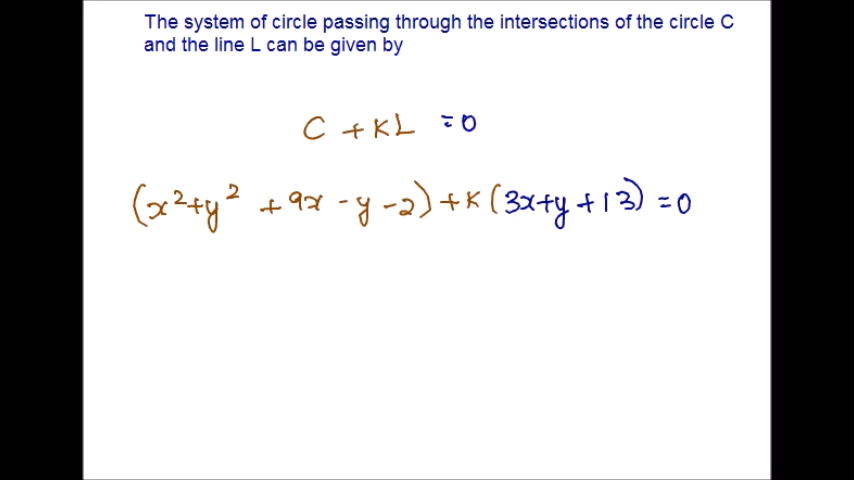 The system of circle passing through the intersections of the circle C
and the line L can be given by
C + KL = 0
(x² + y² + 9x - y - 2) + K (3x + y + 13) = 0